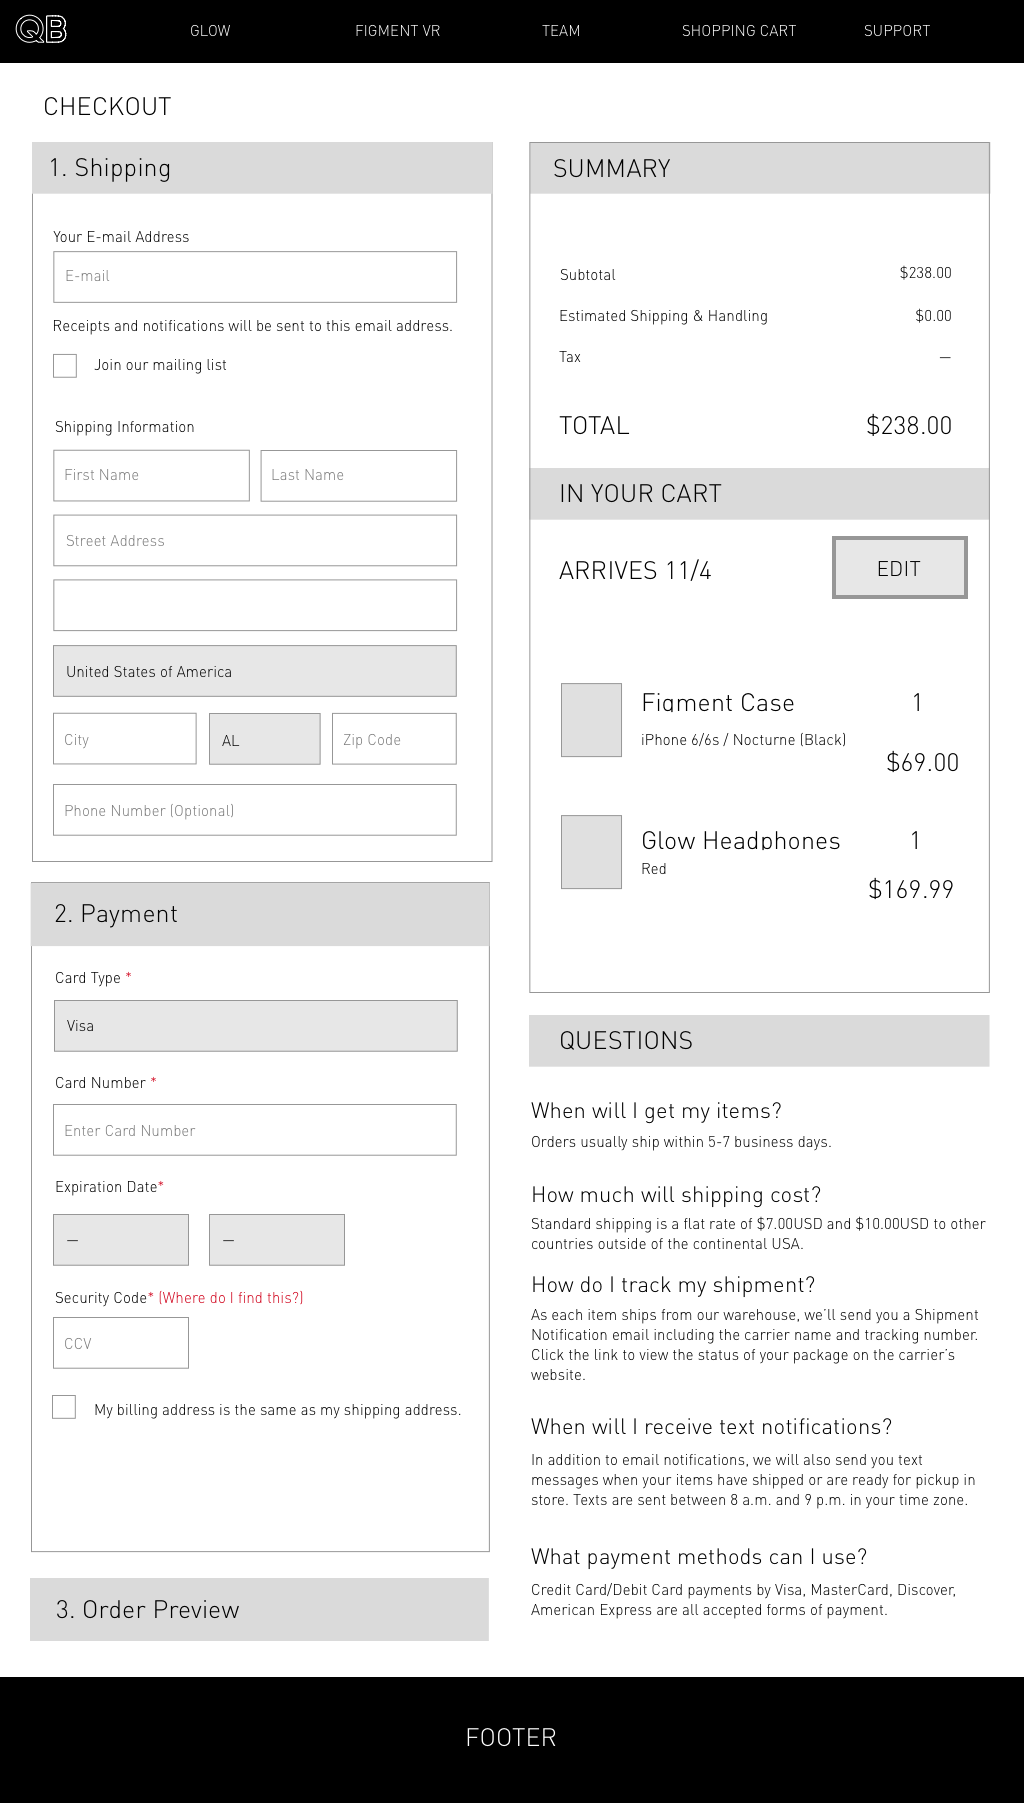 QB
GLOW
FIGMENT VR
TEAM
SHOPPING CART
SUPPORT
CHECKOUT
1. Shipping
Your E-mail Address
E-mail
Receipts and notifications will be sent to this email address.
Join our mailing list
Shipping Information
First Name
Last Name
Street Address
United States of America
City
AL
Zip Code
Phone Number (Optional)
2. Payment
Card Type *
Visa
Card Number *
Enter Card Number
Expiration Date*
—
—
Security Code* (Where do I find this?)
CCV
My billing address is the same as my shipping address.
3. Order Preview
SUMMARY
Subtotal
$238.00
Estimated Shipping & Handling
$0.00
Tax
—
TOTAL
$238.00
IN YOUR CART
ARRIVES 11/4
EDIT
Figment Case
1
iPhone 6/6s / Nocturne (Black)
$69.00
Glow Headphones
1
Red
$169.99
QUESTIONS
When will I get my items?
Orders usually ship within 5-7 business days.
How much will shipping cost?
Standard shipping is a flat rate of $7.00USD and $10.00USD to other
countries outside of the continental USA.
How do I track my shipment?
As each item ships from our warehouse, we'll send you a Shipment
Notification email including the carrier name and tracking number.
Click the link to view the status of your package on the carrier's
website.
When will I receive text notifications?
In addition to email notifications, we will also send you text
messages when your items have shipped or are ready for pickup in
store. Texts are sent between 8 a.m. and 9 p.m. in your time zone.
What payment methods can I use?
Credit Card/Debit Card payments by Visa, MasterCard, Discover,
American Express are all accepted forms of payment.
FOOTER